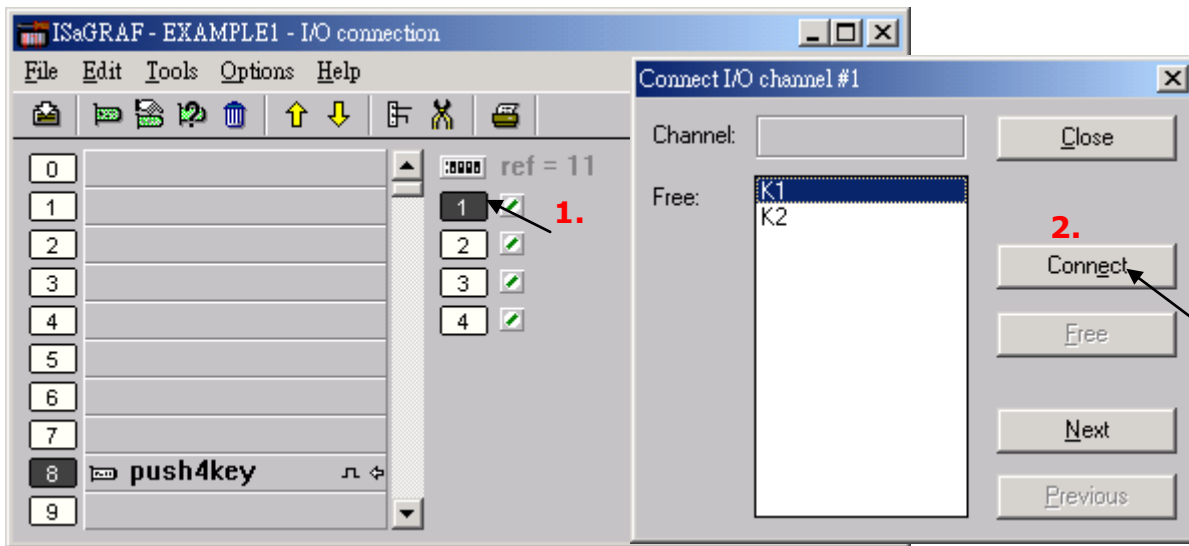 ISaGRAF - EXAMPLE1 - I/O connection
File Edit Tools Options Help
0
1
2
3
4
5
6
7
8 push4key
9
ref = 11
1
2
3
4
1.
Connect I/O channel #1
Channel:
Close
Free:
K1
K2
2.
Connect
Free
Next
Previous